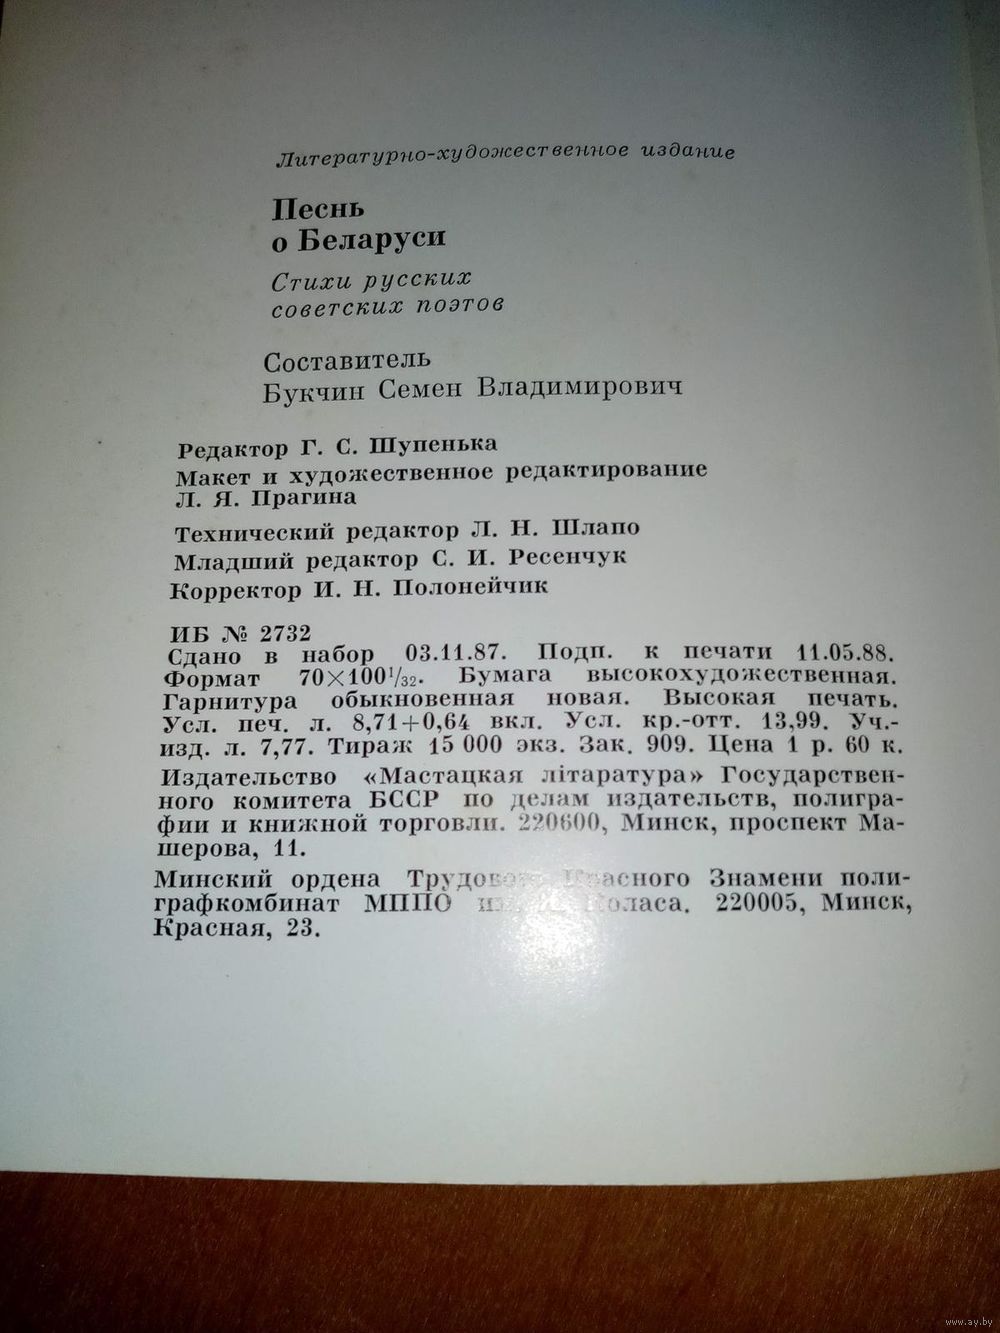 Литературно-художественное издание
Песнь
о Беларуси
Стихи русских
советских поэтов
Составитель
Букчин Семен Владимирович
Редактор Г. С. Шупенька
Макет и художественное редактирование
Л. Я. Прагина
Технический редактор Л. Н. Шлапо
Младший редактор С. И. Ресенчук
Корректор И. Н. Полонейчик
ИБ № 2732
Сдано в набор 03.11.87. Подп. к печати 11.05.88.
Формат 70×100¹/₃₂. Бумага высокохудожественная.
Гарнитура обыкновенная новая. Высокая печать.
Усл. печ. л. 8,71+0,64 вкл. Усл. кр.-отт. 13,99. Уч.-
изд. л. 7,77. Тираж 15 000 экз. Зак. 909. Цена 1 р. 60 к.
Издательство «Мастацкая літаратура» Государствен-
ного комитета БССР по делам издательств, полигра-
фии и книжной торговли. 220600, Минск, проспект Ма-
шерова, 11.
Минский ордена Трудового Красного Знамени поли-
графкомбинат МППО Коласа. 220005, Минск,
Красная, 23.
www.ay.by